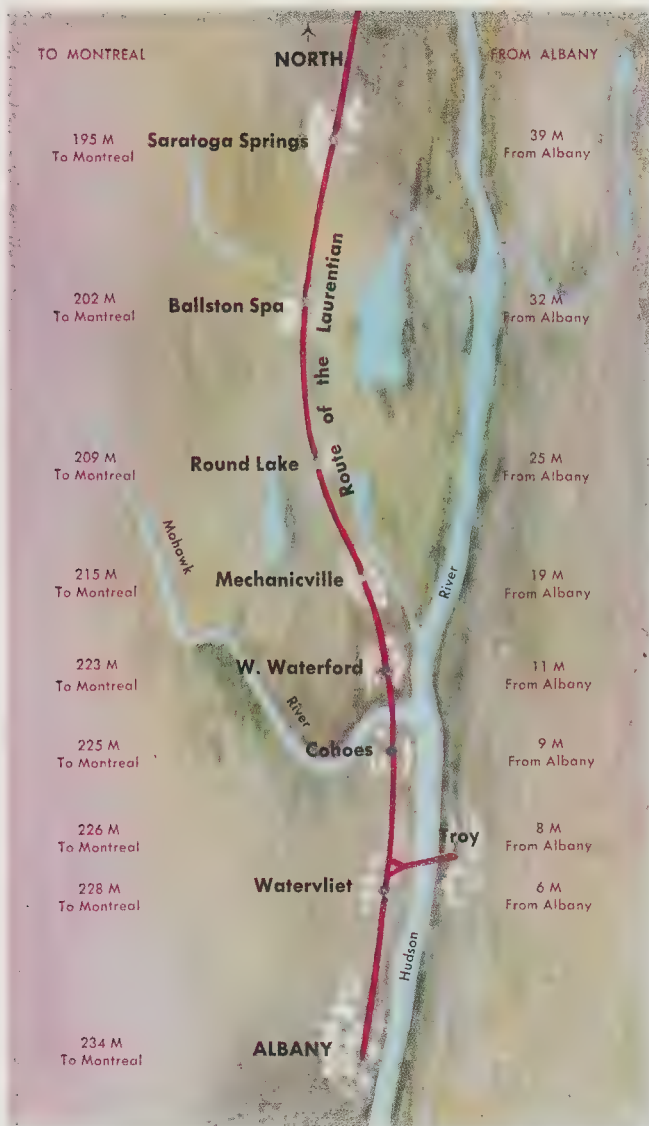 TO MONTREAL
NORTH
FROM ALBANY
195 M
To Montreal
Saratoga Springs
39 M
From Albany
202 M
To Montreal
Ballston Spa
32 M
From Albany
Route of the Laurentian
209 M
To Montreal
Round Lake
25 M
From Albany
Mohawk
215 M
To Montreal
Mechanicville
River
19 M
From Albany
223 M
To Montreal
W. Waterford
11 M
From Albany
River
225 M
To Montreal
Cohoes
9 M
From Albany
226 M
To Montreal
Troy
8 M
From Albany
228 M
To Montreal
Watervliet
6 M
From Albany
Hudson
234 M
To Montreal
ALBANY